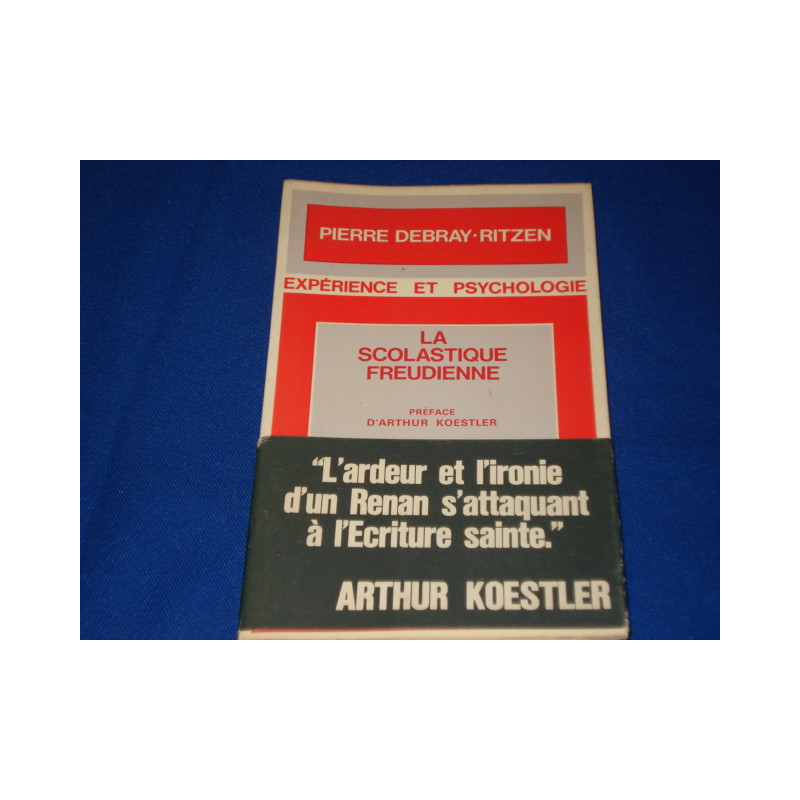 PIERRE DEBRAY-RITZEN
EXPÉRIENCE ET PSYCHOLOGIE
LA
SCOLASTIQUE
FREUDIENNE
PRÉFACE
D'ARTHUR KOESTLER
"L'ardeur et l'ironie
d'un Renan s'attaquant
à l'Ecriture sainte."
ARTHUR KOESTLER